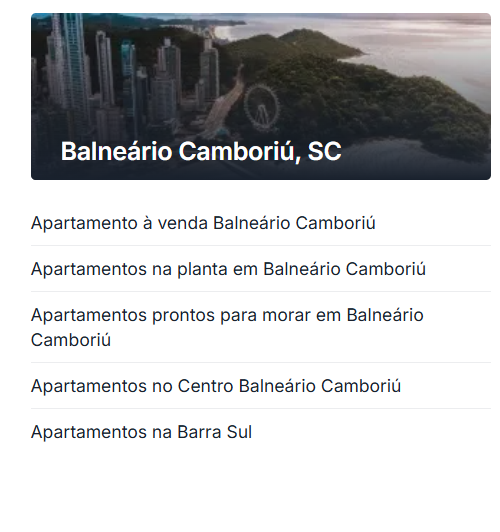 Balneário Camboriú, SC
Apartamento à venda Balneário Camboriú
Apartamentos na planta em Balneário Camboriú
Apartamentos prontos para morar em Balneário
Camboriú
Apartamentos no Centro Balneário Camboriú
Apartamentos na Barra Sul